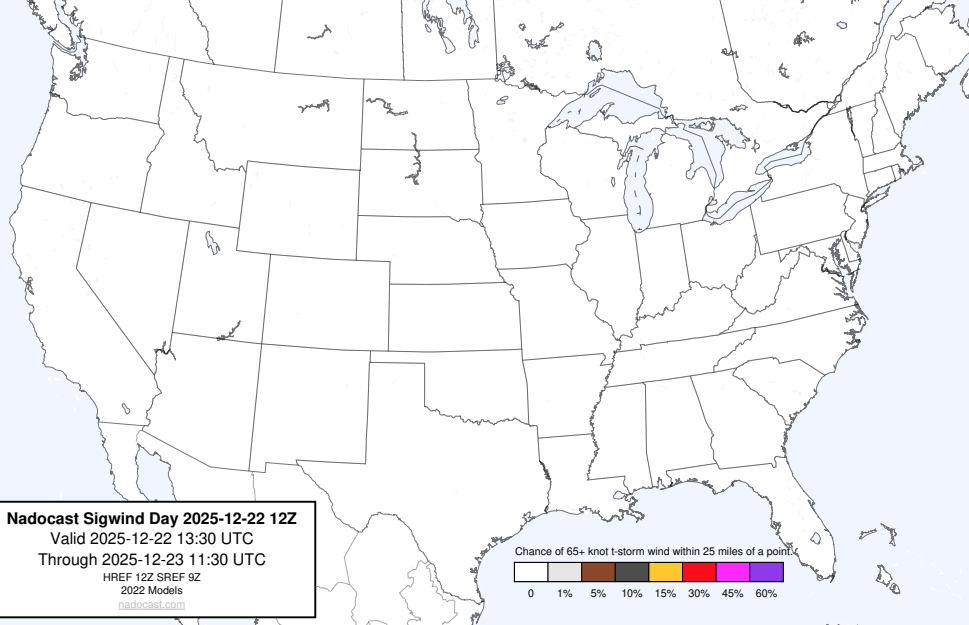 Nadocast Sigwind Day 2025-12-22 12Z
Valid 2025-12-22 13:30 UTC
Through 2025-12-23 11:30 UTC
HREF 12Z SREF 9Z
2022 Models
nadocast.com
Chance of 65+ knot t-storm wind within 25 miles of a point.
0 1% 5% 10% 15% 30% 45% 60%